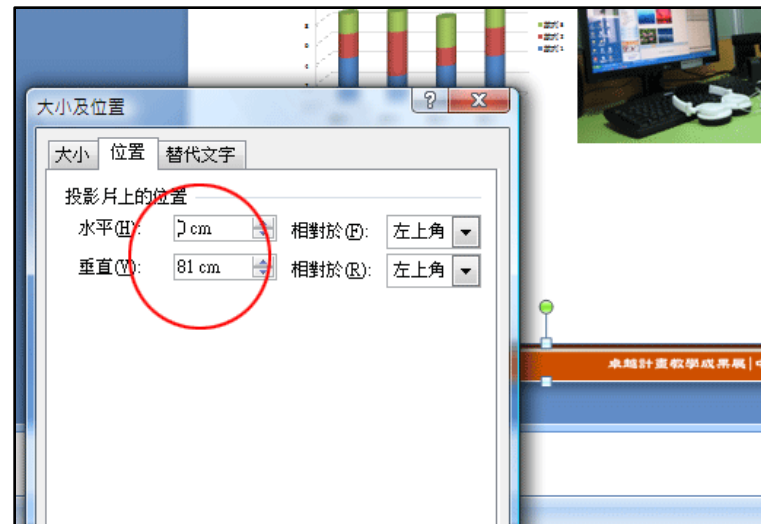 大小及位置
大小 位置 替代文字
投影片上的位置
水平(H): cm 相對於(F): 左上角
垂直(V): 81 cm 相對於(R): 左上角
卓越計畫教學成果展